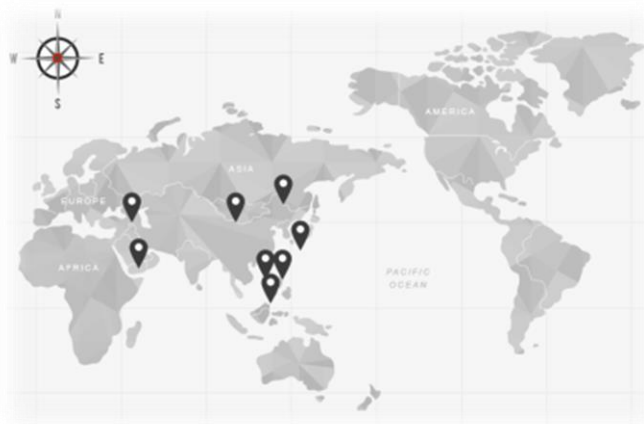 N
W
E
S
AMERICA
ASIA
EUROPE
AFRICA
PACIFIC
OCEAN